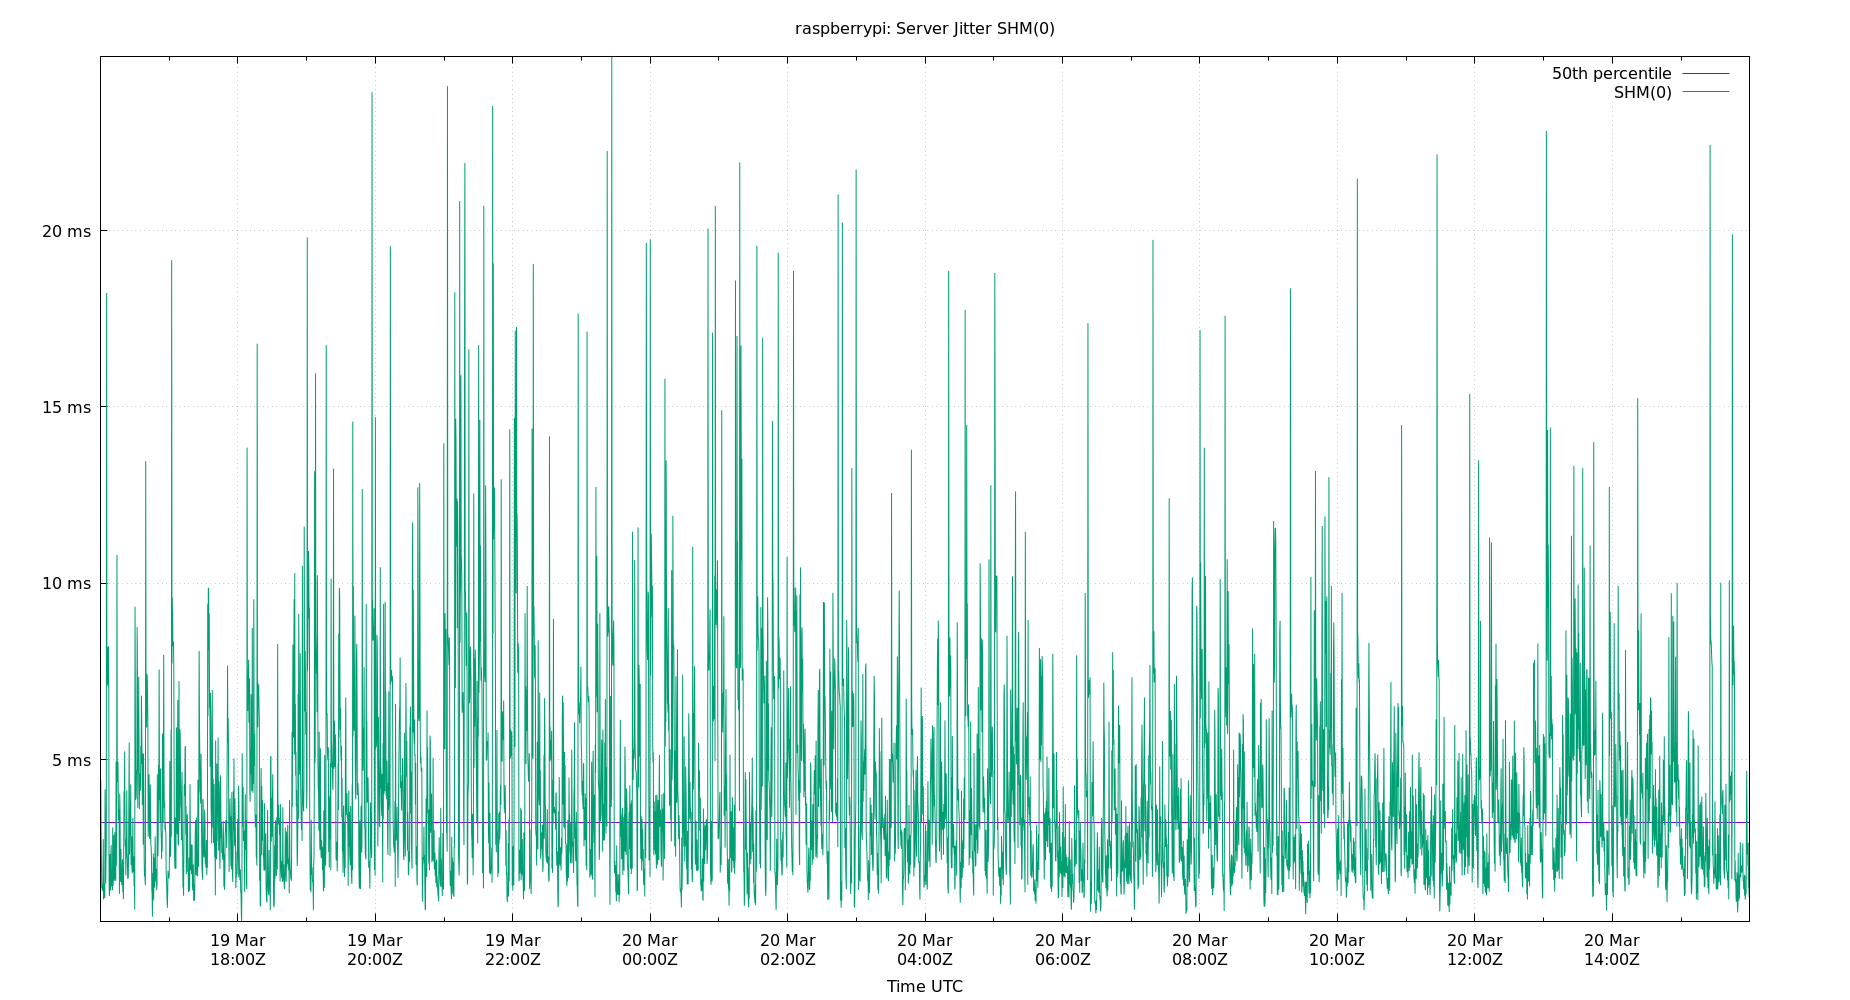 raspberrypi: Server Jitter SHM(0)
50th percentile
SHM(0)
20 ms
15 ms
10 ms
5 ms
19 Mar 19 Mar 19 Mar 20 Mar 20 Mar 20 Mar 20 Mar 20 Mar 20 Mar 20 Mar 20 Mar
18:00Z 20:00Z 22:00Z 00:00Z 02:00Z 04:00Z 06:00Z 08:00Z 10:00Z 12:00Z 14:00Z
Time UTC